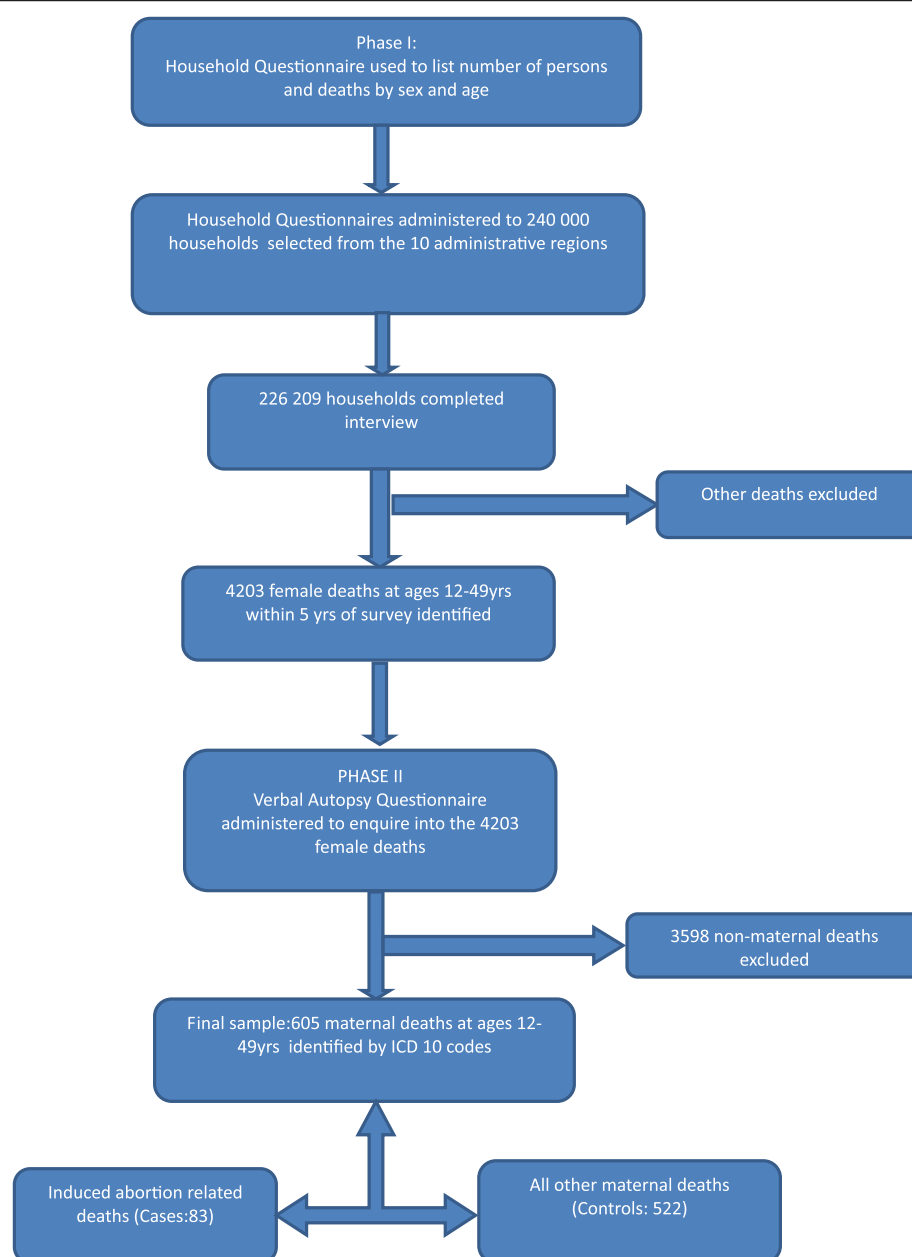 Phase I:
Household Questionnaire used to list number of persons
and deaths by sex and age
Household Questionnaires administered to 240 000
households selected from the 10 administrative regions
226 209 households completed
interview
Other deaths excluded
4203 female deaths at ages 12-49yrs
within 5 yrs of survey identified
PHASE II
Verbal Autopsy Questionnaire
administered to enquire into the 4203
female deaths
3598 non-maternal deaths
excluded
Final sample:605 maternal deaths at ages 12-
49yrs identified by ICD 10 codes
Induced abortion related
deaths (Cases:83)
All other maternal deaths
(Controls: 522)